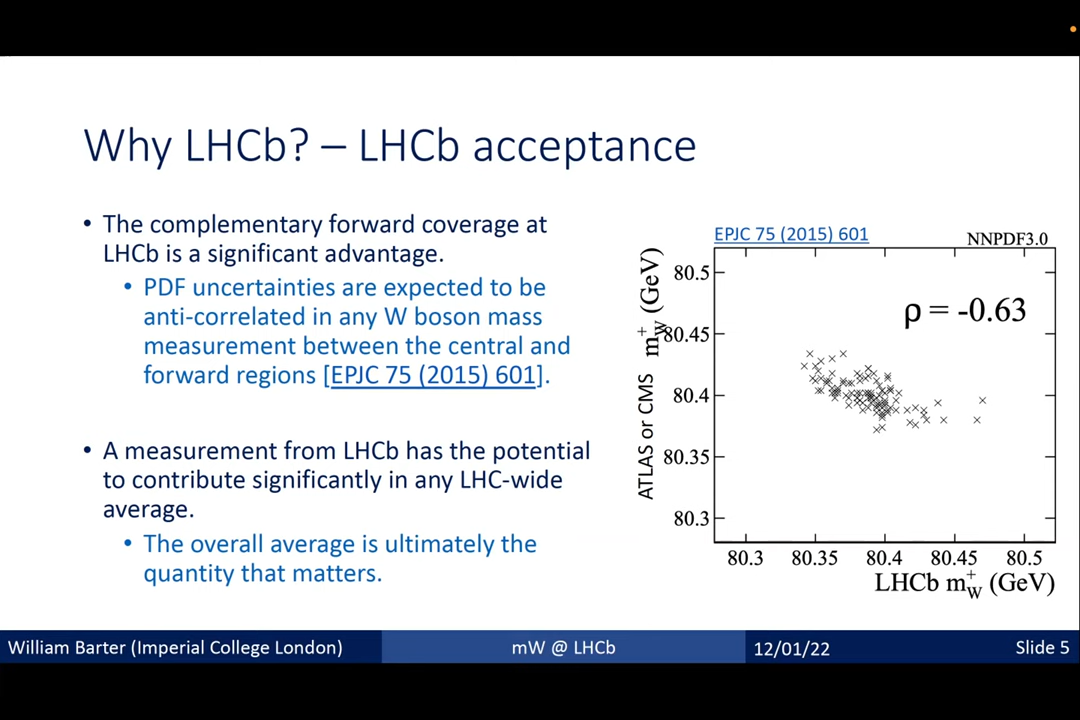 Why LHCb? – LHCb acceptance
• The complementary forward coverage at
LHCb is a significant advantage.
• PDF uncertainties are expected to be
anti-correlated in any W boson mass
measurement between the central and
forward regions [EPJC 75 (2015) 601].
• A measurement from LHCb has the potential
to contribute significantly in any LHC-wide
average.
• The overall average is ultimately the
quantity that matters.
EPJC 75 (2015) 601
NNPDF3.0
ρ = -0.63
ATLAS or CMS m_W^+ (GeV)
80.5
80.45
80.4
80.35
80.3
80.3 80.35 80.4 80.45 80.5
LHCb m_W^+ (GeV)
William Barter (Imperial College London) mW @ LHCb 12/01/22 Slide 5